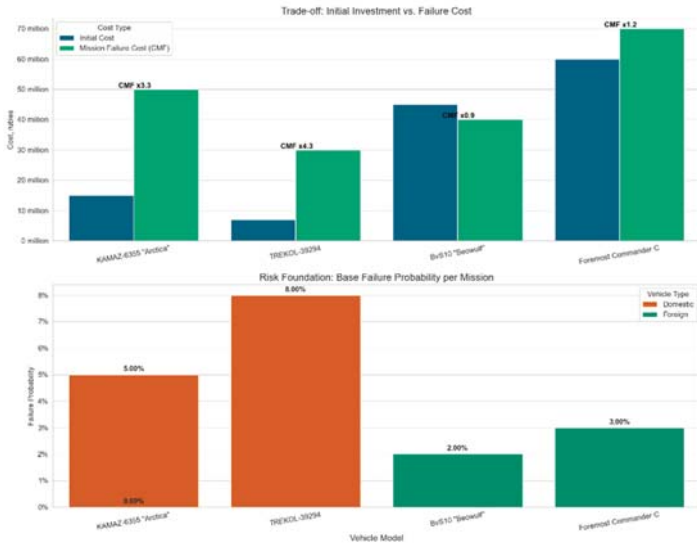 Trade-off: Initial Investment vs. Failure Cost
Cost Type
Initial Cost
Mission Failure Cost (CMF)
CMF x1.2
70 million
60 million
CMF x3.3
50 million
CMF x0.9
40 million
CMF x4.3
30 million
20 million
10 million
0 million
Cost, rubles
KAMAZ-6355 "Arctica"
TREKOL-39294
BvS10 "Beowulf"
Foremost Commander C
Risk Foundation: Base Failure Probability per Mission
Vehicle Type
Domestic
Foreign
8.00%
8%
7%
6%
5.00%
5%
4%
3.00%
3%
2.00%
2%
1%
0.00%
0%
Failure Probability
KAMAZ-6355 "Arctica"
TREKOL-39294
BvS10 "Beowulf"
Foremost Commander C
Vehicle Model